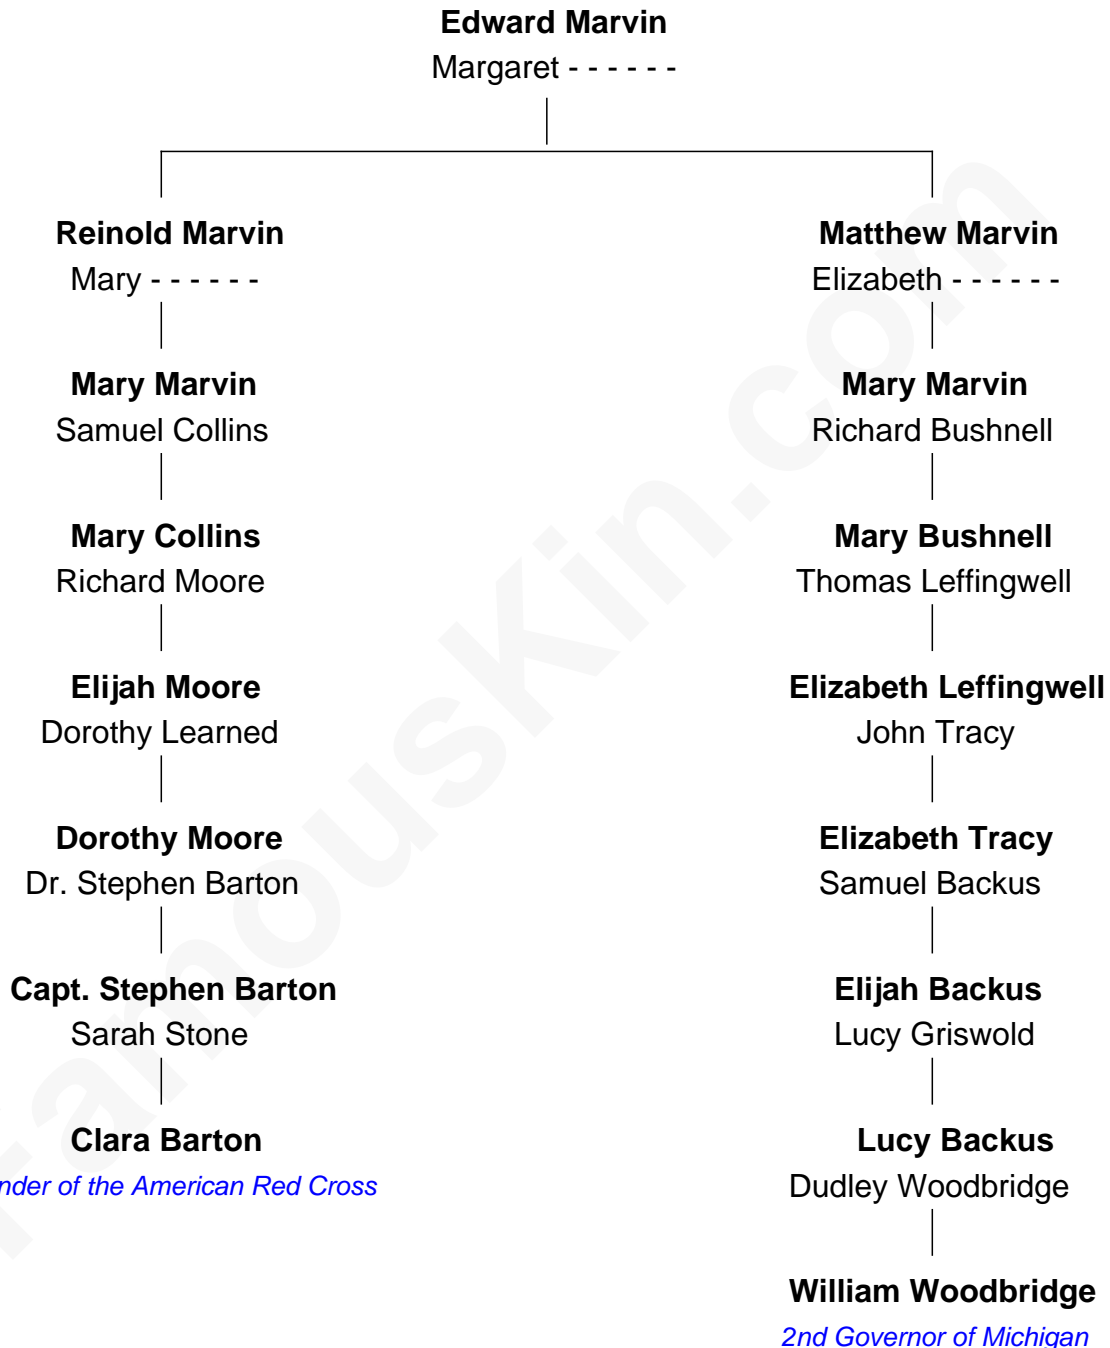 Edward Marvin
Margaret - - - - - -
Reinold Marvin
Mary - - - - - -
Mary Marvin
Samuel Collins
Mary Collins
Richard Moore
Elijah Moore
Dorothy Learned
Dorothy Moore
Dr. Stephen Barton
Capt. Stephen Barton
Sarah Stone
Clara Barton
nder of the American Red Cross
Matthew Marvin
Elizabeth - - - - - -
Mary Marvin
Richard Bushnell
Mary Bushnell
Thomas Leffingwell
Elizabeth Leffingwell
John Tracy
Elizabeth Tracy
Samuel Backus
Elijah Backus
Lucy Griswold
Lucy Backus
Dudley Woodbridge
William Woodbridge
2nd Governor of Michigan
FamousKin.com